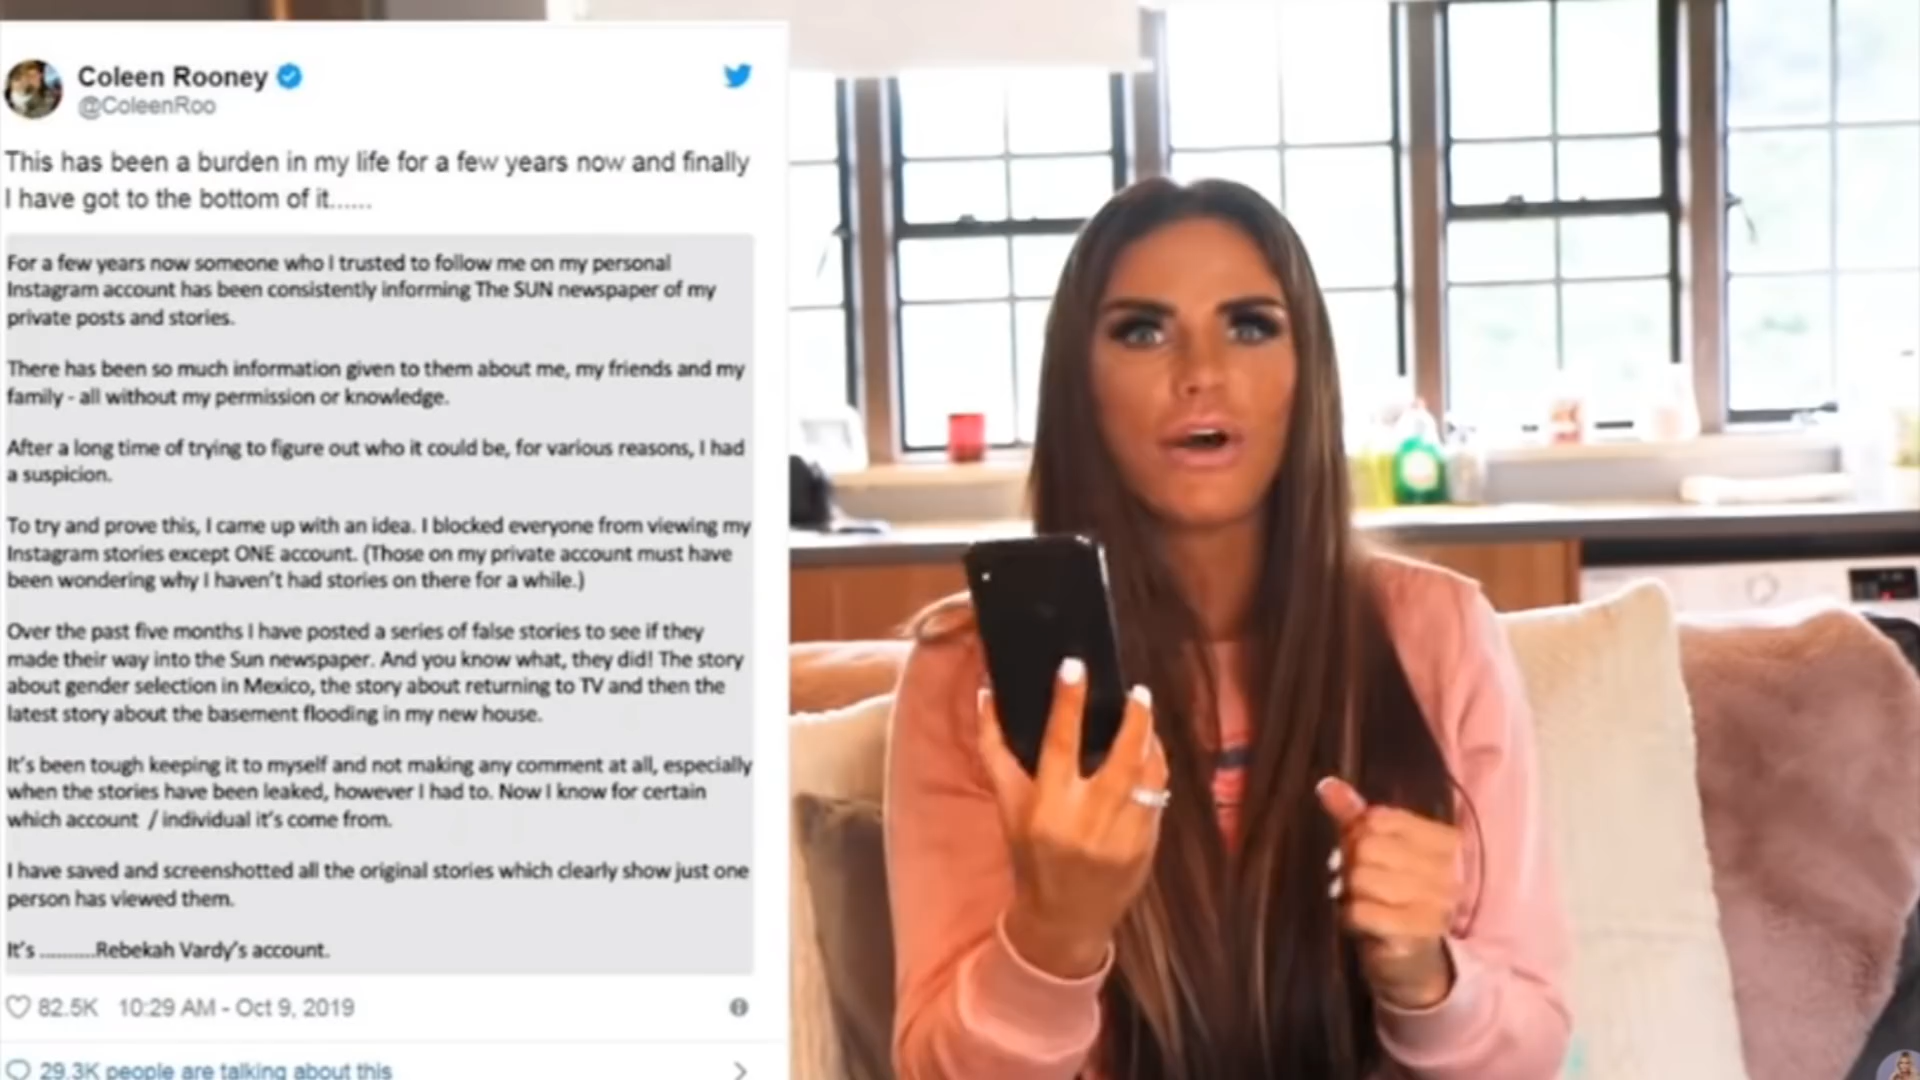 Coleen Rooney
@ColeenRoo
This has been a burden in my life for a few years now and finally
I have got to the bottom of it......
For a few years now someone who I trusted to follow me on my personal
Instagram account has been consistently informing The SUN newspaper of my
private posts and stories.
There has been so much information given to them about me, my friends and my
family - all without my permission or knowledge.
After a long time of trying to figure out who it could be, for various reasons, I had
a suspicion.
To try and prove this, I came up with an idea. I blocked everyone from viewing my
Instagram stories except ONE account. (Those on my private account must have
been wondering why I haven't had stories on there for a while.)
Over the past five months I have posted a series of false stories to see if they
made their way into the Sun newspaper. And you know what, they did! The story
about gender selection in Mexico, the story about returning to TV and then the
latest story about the basement flooding in my new house.
It's been tough keeping it to myself and not making any comment at all, especially
when the stories have been leaked, however I had to. Now I know for certain
which account / individual it's come from.
I have saved and screenshotted all the original stories which clearly show just one
person has viewed them.
It's ..........Rebekah Vardy's account.
82.5K 10:29 AM - Oct 9, 2019
29.3K people are talking about this